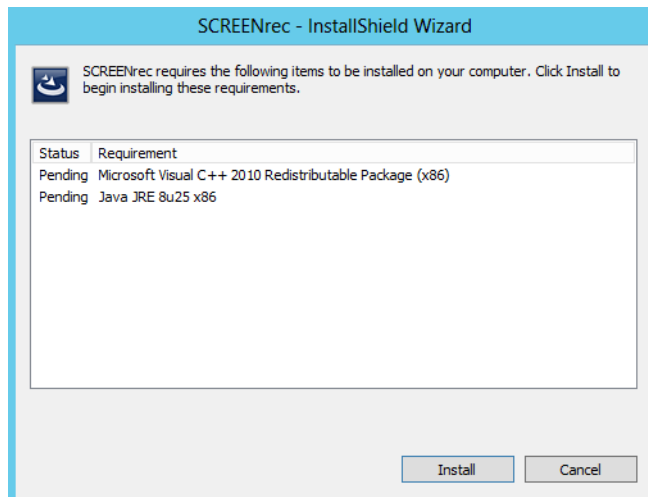 SCREENrec - InstallShield Wizard
SCREENrec requires the following items to be installed on your computer. Click Install to
begin installing these requirements.
Status Requirement
Pending Microsoft Visual C++ 2010 Redistributable Package (x86)
Pending Java JRE 8u25 x86
Install Cancel